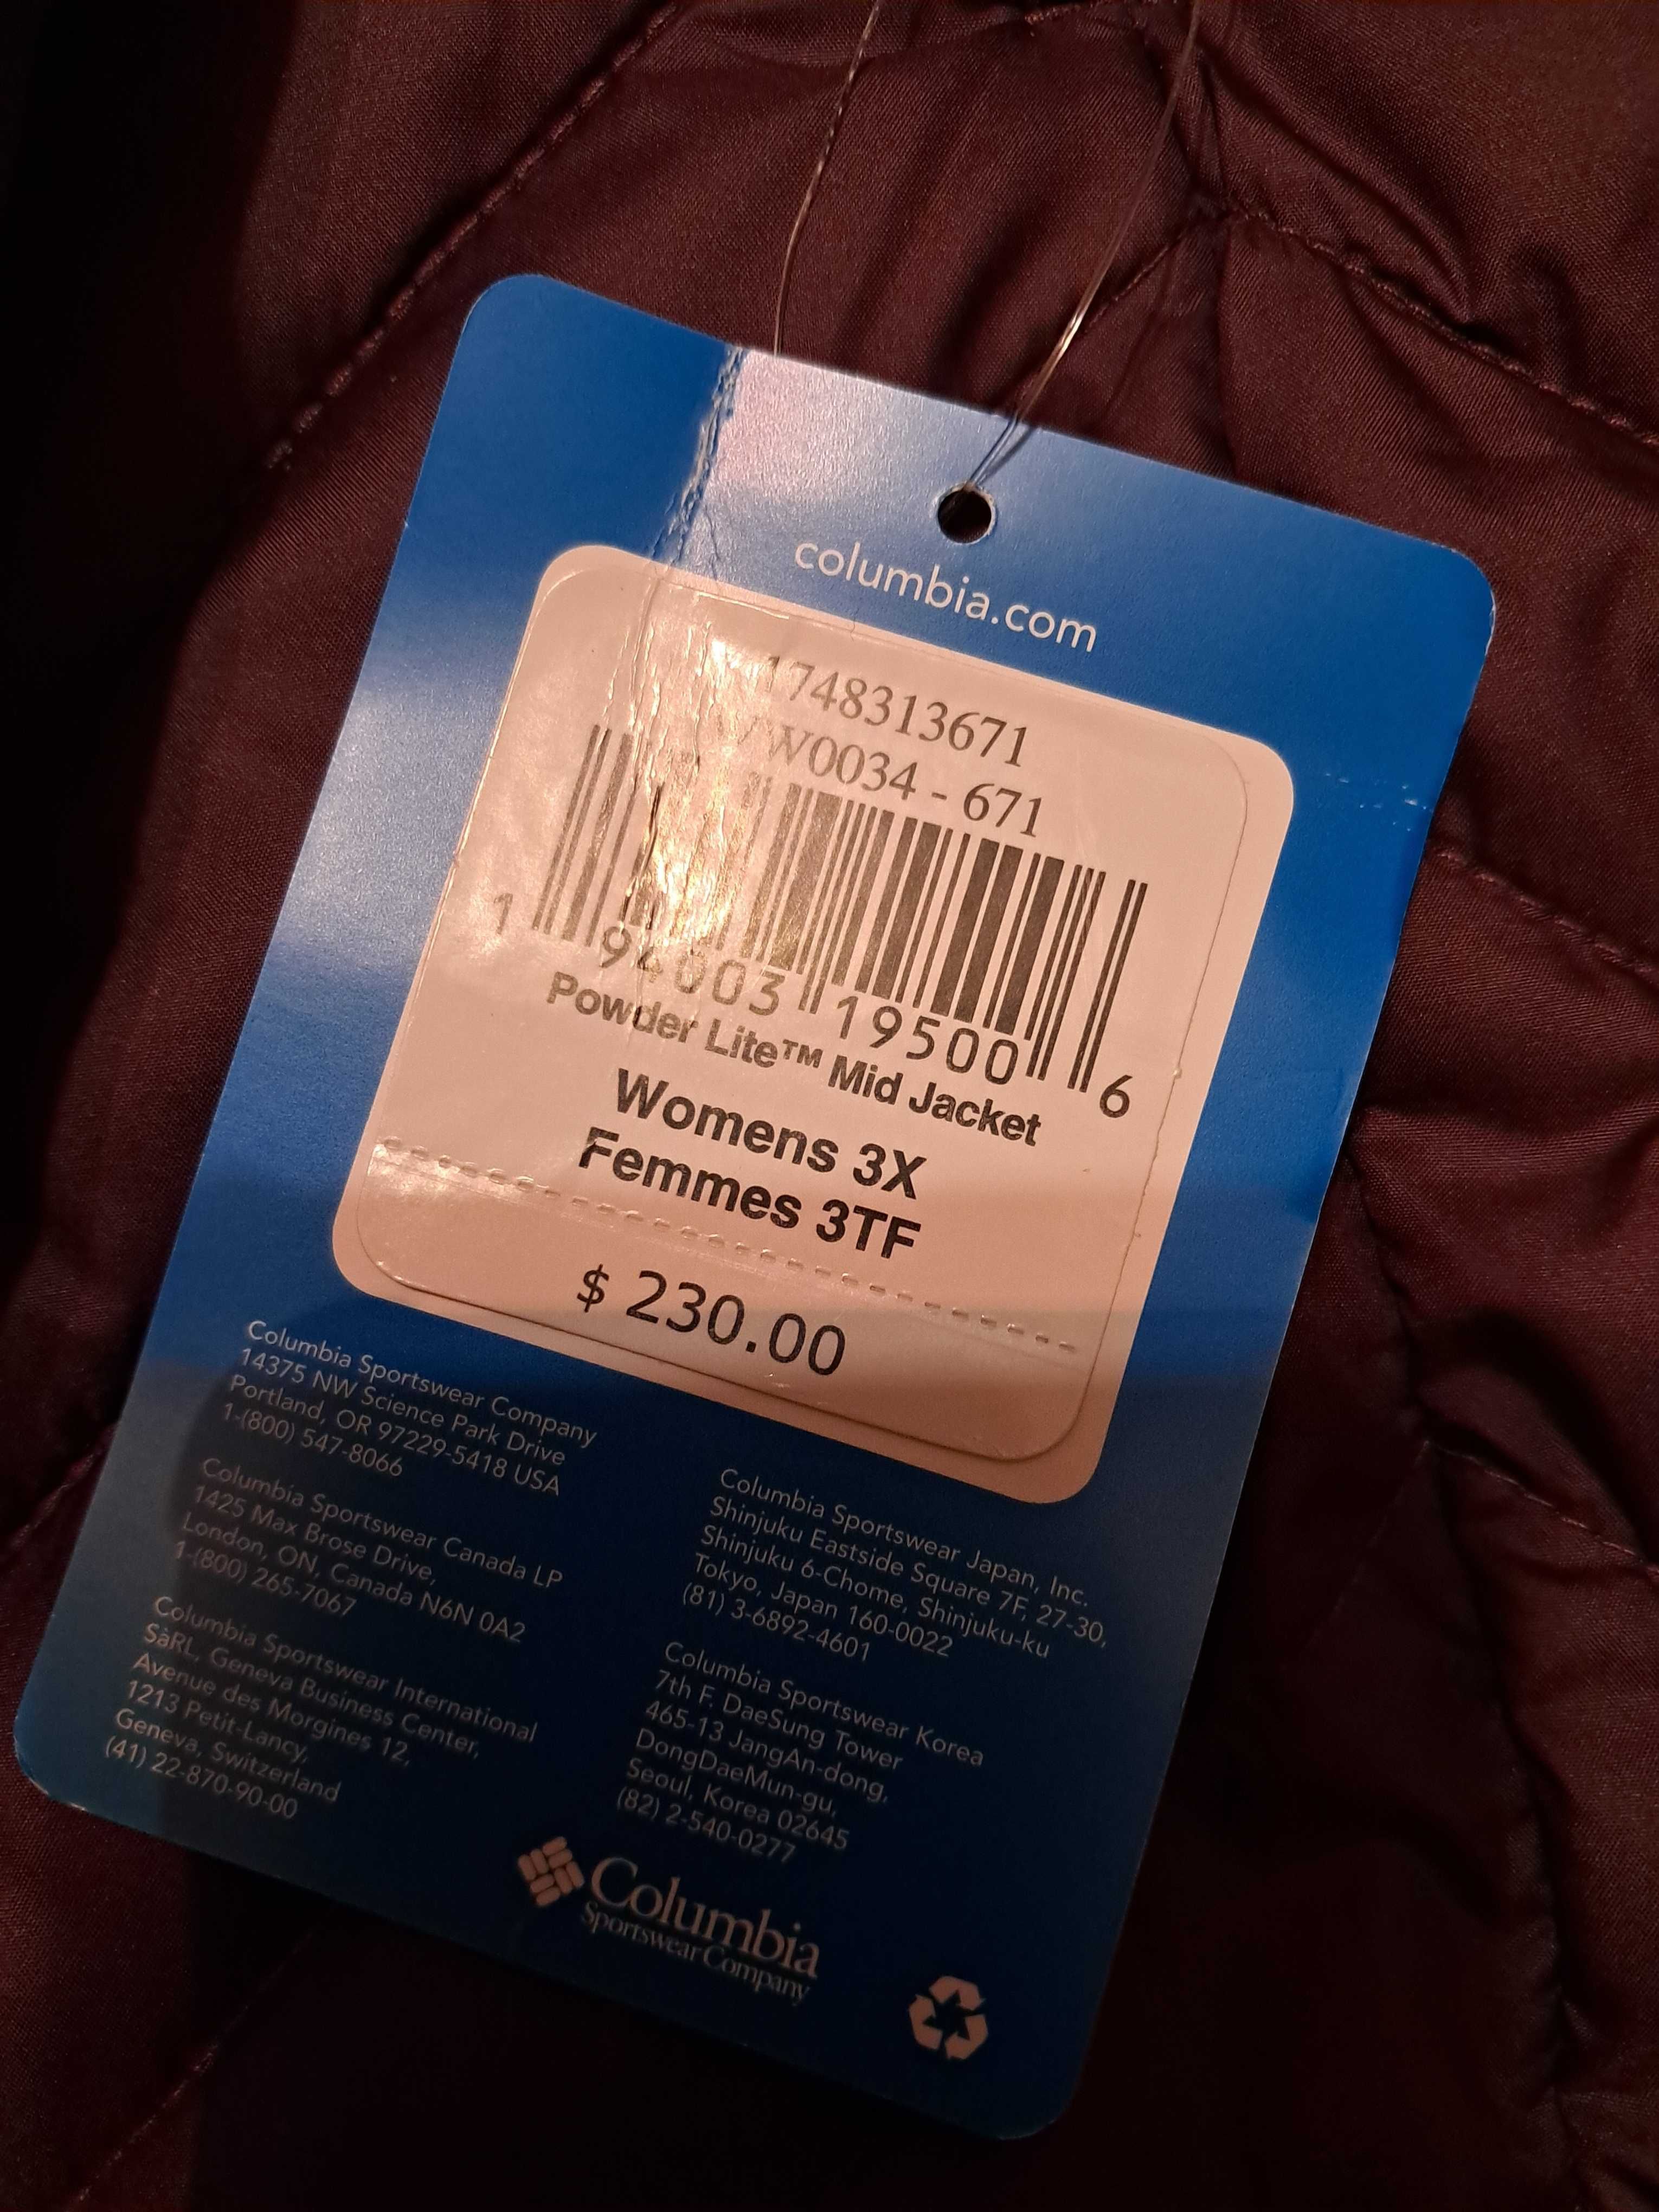 columbia.com
1748313671
W0034 - 671
1 94003 19500 6
Powder Lite™ Mid Jacket
Womens 3X
Femmes 3TF
$ 230.00
Columbia Sportswear Company
14375 NW Science Park Drive
Portland, OR 97229-5418 USA
1-(800) 547-8066
Columbia Sportswear Canada LP
1425 Max Brose Drive,
London, ON, Canada N6N 0A2
1-(800) 265-7067
Columbia Sportswear International
SàRL, Geneva Business Center,
Avenue des Morgines 12,
1213 Petit-Lancy,
Geneva, Switzerland
(41) 22-870-90-00
Columbia Sportswear Japan, Inc.
Shinjuku Eastside Square 7F, 27-30,
Shinjuku 6-Chome, Shinjuku-ku
Tokyo, Japan 160-0022
(81) 3-6892-4601
Columbia Sportswear Korea
7th F. DaeSung Tower
465-13 JangAn-dong,
DongDaeMun-gu,
Seoul, Korea 02645
(82) 2-540-0277
Columbia
Sportswear Company